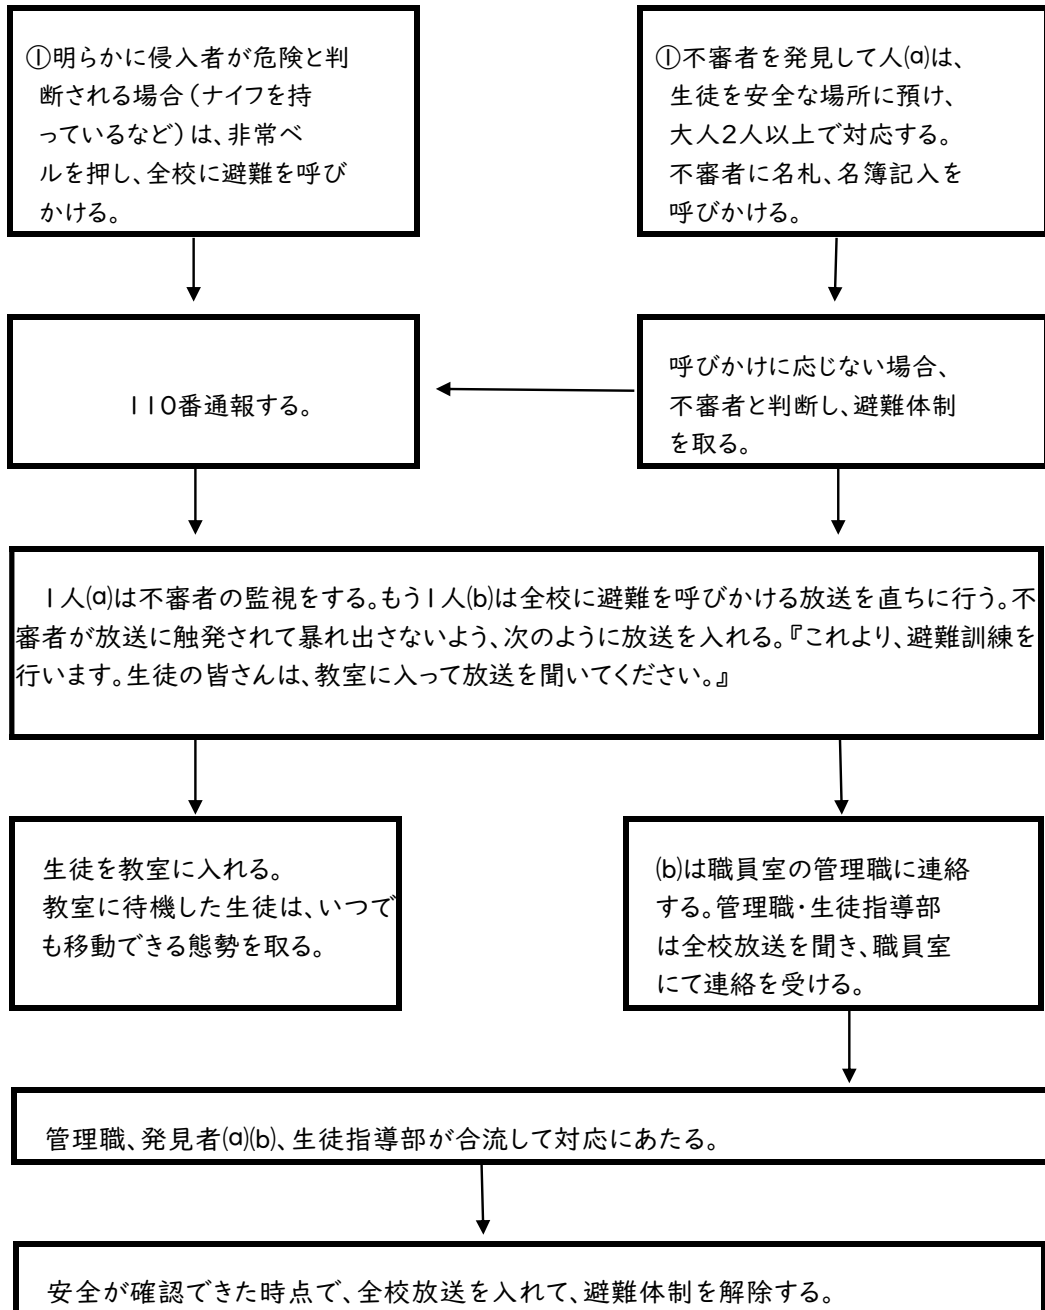 ①明らかに侵入者が危険と判
断される場合（ナイフを持
っているなど）は、非常ベ
ルを押し、全校に避難を呼び
かける。
①不審者を発見して人(a)は、
生徒を安全な場所に預け、
大人2人以上で対応する。
不審者に名札、名簿記入を
呼びかける。
110番通報する。
呼びかけに応じない場合、
不審者と判断し、避難体制
を取る。
1人(a)は不審者の監視をする。もう1人(b)は全校に避難を呼びかける放送を直ちに行う。不
審者が放送に触発されて暴れ出さないよう、次のように放送を入れる。『これより、避難訓練を
行います。生徒の皆さんは、教室に入って放送を聞いてください。』
生徒を教室に入れる。
教室に待機した生徒は、いつで
も移動できる態勢を取る。
(b)は職員室の管理職に連絡
する。管理職・生徒指導部
は全校放送を聞き、職員室
にて連絡を受ける。
管理職、発見者(a)(b)、生徒指導部が合流して対応にあたる。
安全が確認できた時点で、全校放送を入れて、避難体制を解除する。